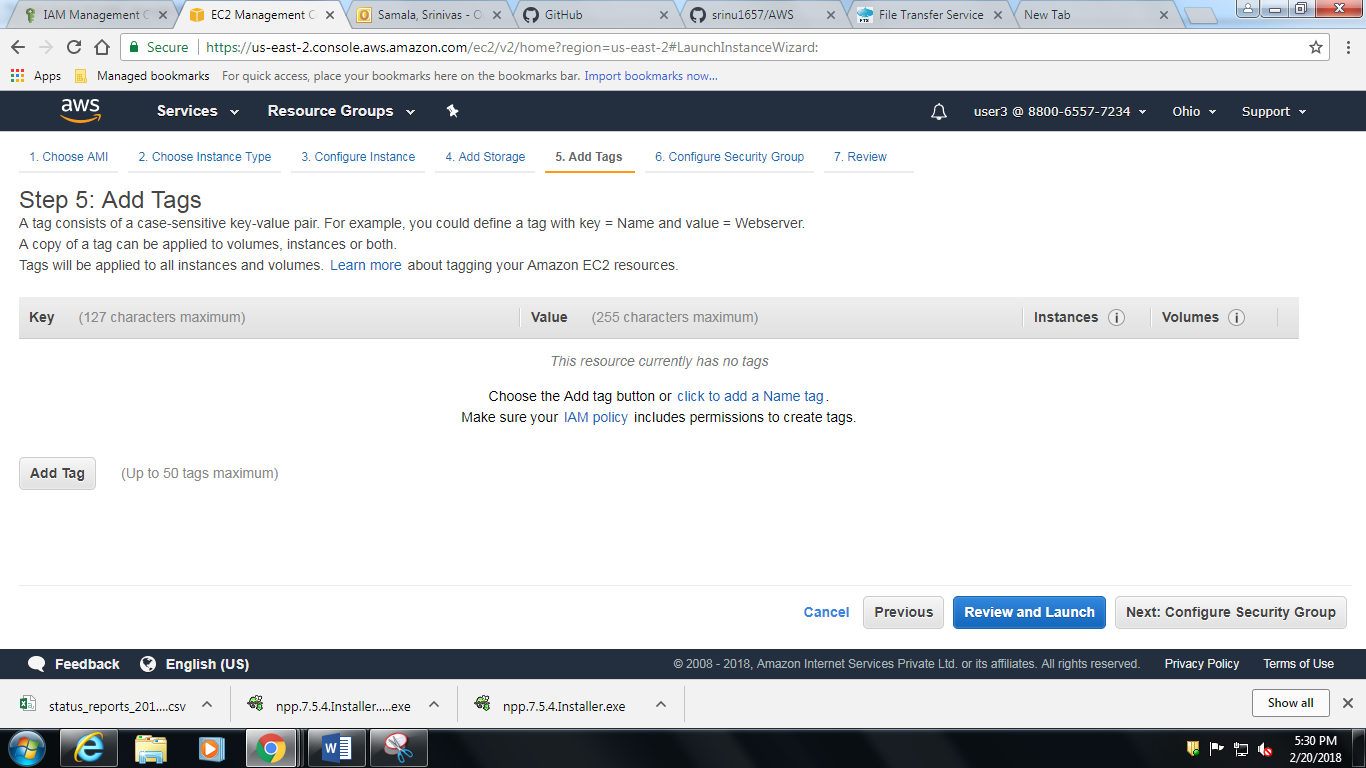 IAM Management C
EC2 Management C
Samala, Srinivas - O
GitHub
srinu1657/AWS
File Transfer Service
New Tab
Secure https://us-east-2.console.aws.amazon.com/ec2/v2/home?region=us-east-2#LaunchInstanceWizard:
Apps Managed bookmarks For quick access, place your bookmarks here on the bookmarks bar. Import bookmarks now...
aws Services Resource Groups user3 @ 8800-6557-7234 Ohio Support
1. Choose AMI 2. Choose Instance Type 3. Configure Instance 4. Add Storage 5. Add Tags 6. Configure Security Group 7. Review
Step 5: Add Tags
A tag consists of a case-sensitive key-value pair. For example, you could define a tag with key = Name and value = Webserver.
A copy of a tag can be applied to volumes, instances or both.
Tags will be applied to all instances and volumes. Learn more about tagging your Amazon EC2 resources.
Key (127 characters maximum) Value (255 characters maximum) Instances i Volumes i
This resource currently has no tags
Choose the Add tag button or click to add a Name tag.
Make sure your IAM policy includes permissions to create tags.
Add Tag (Up to 50 tags maximum)
Cancel Previous Review and Launch Next: Configure Security Group
Feedback English (US) © 2008 - 2018, Amazon Internet Services Private Ltd. or its affiliates. All rights reserved. Privacy Policy Terms of Use
status_reports_201....csv npp.7.5.4.Installer.....exe npp.7.5.4.Installer.exe Show all
5:30 PM
2/20/2018